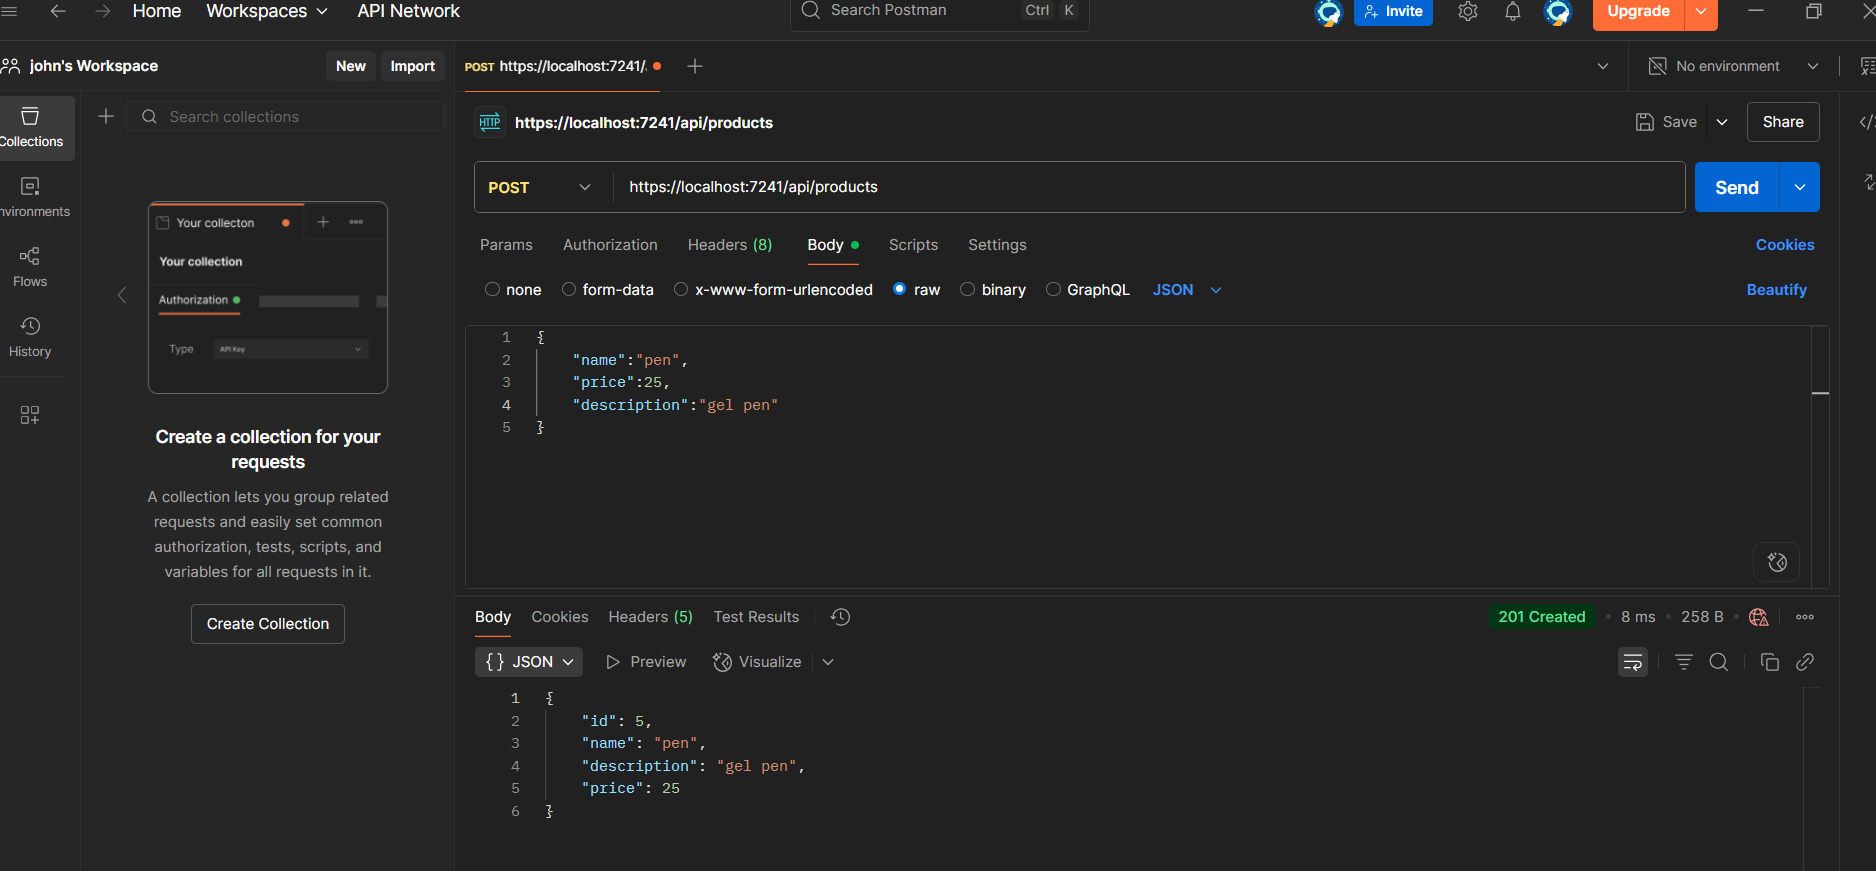 Home Workspaces API Network Search Postman Ctrl K Invite Upgrade
john's Workspace New Import POST https://localhost:7241/. No environment
Collections
Search collections
nvironments
Flows
History
Your collecton
Your collection
Authorization
Type API Key
Create a collection for your
requests
A collection lets you group related
requests and easily set common
authorization, tests, scripts, and
variables for all requests in it.
Create Collection
HTTP https://localhost:7241/api/products Save Share
POST https://localhost:7241/api/products Send
Params Authorization Headers (8) Body Scripts Settings Cookies
none form-data x-www-form-urlencoded raw binary GraphQL JSON Beautify
1 {
2 "name":"pen",
3 "price":25,
4 "description":"gel pen"
5 }
Body Cookies Headers (5) Test Results 201 Created 8 ms 258 B
{} JSON Preview Visualize
1 {
2 "id": 5,
3 "name": "pen",
4 "description": "gel pen",
5 "price": 25
6 }